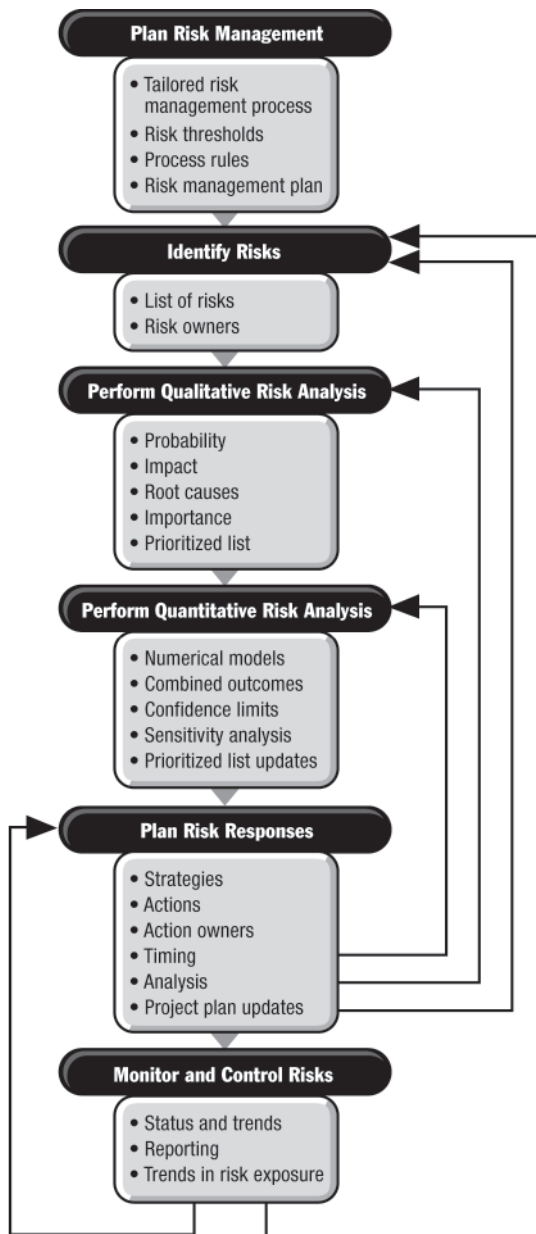 Plan Risk Management
• Tailored risk
management process
• Risk thresholds
• Process rules
• Risk management plan
Identify Risks
• List of risks
• Risk owners
Perform Qualitative Risk Analysis
• Probability
• Impact
• Root causes
• Importance
• Prioritized list
Perform Quantitative Risk Analysis
• Numerical models
• Combined outcomes
• Confidence limits
• Sensitivity analysis
• Prioritized list updates
Plan Risk Responses
• Strategies
• Actions
• Action owners
• Timing
• Analysis
• Project plan updates
Monitor and Control Risks
• Status and trends
• Reporting
• Trends in risk exposure